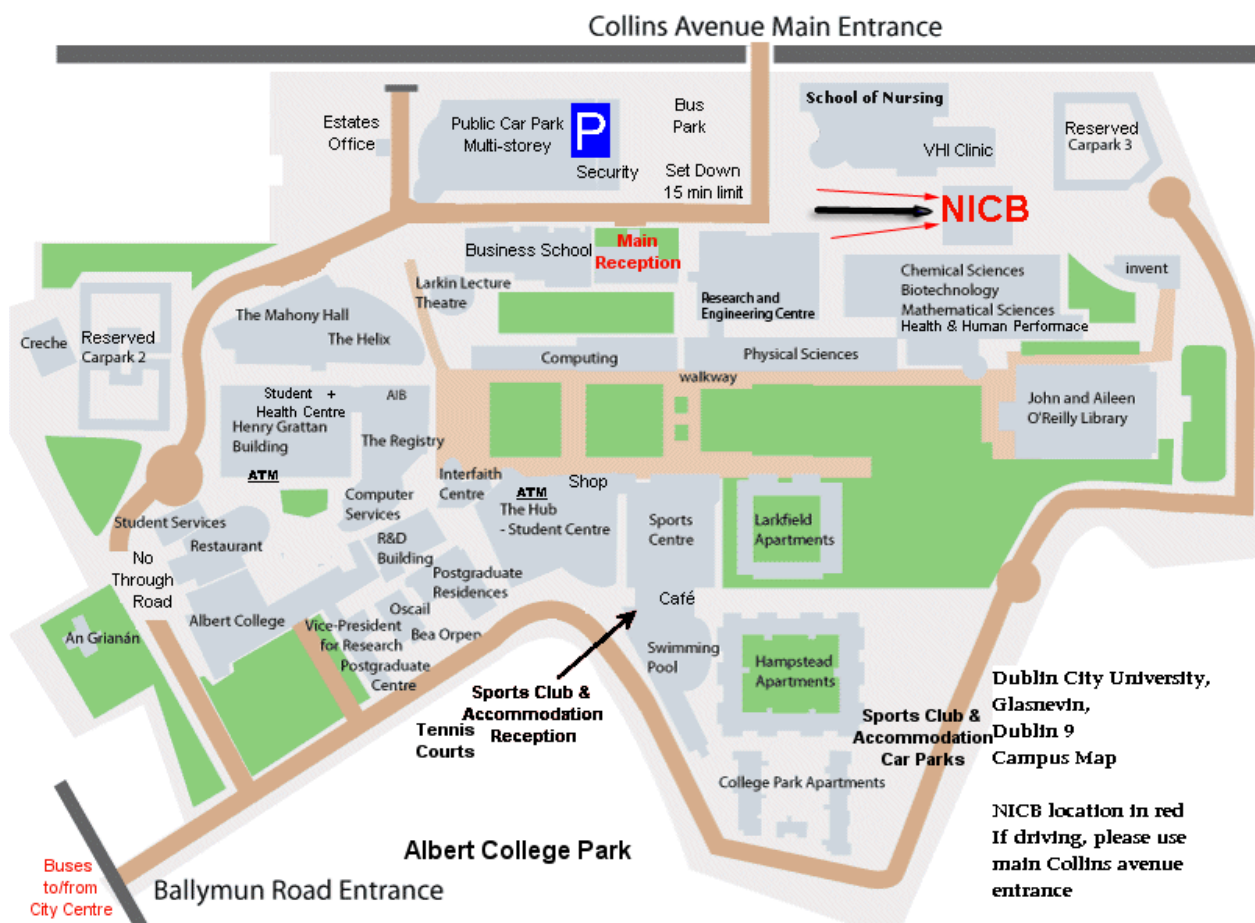 Collins Avenue Main Entrance
Estates
Office
Public Car Park
Multi-storey
P
Security
Bus
Park
Set Down
15 min limit
School of Nursing
VHI Clinic
Reserved
Carpark 3
NICB
Business School
Main
Reception
Larkin Lecture
Theatre
Research and
Engineering Centre
Chemical Sciences
Biotechnology
Mathematical Sciences
Health & Human Performace
invent
The Mahony Hall
The Helix
Creche
Reserved
Carpark 2
Computing
Physical Sciences
walkway
Student +
Health Centre
AIB
Henry Grattan
Building
The Registry
ATM
John and Aileen
O'Reilly Library
Interfaith
Centre
ATM
Shop
The Hub
- Student Centre
Computer
Services
Sports
Centre
Larkfield
Apartments
Student Services
Restaurant
R&D
Building
Postgraduate
Residences
No
Through
Road
Oscail
Café
Albert College
Vice-President
for Research
Bea Orpen
An Grianán
Postgraduate
Centre
Swimming
Pool
Hampstead
Apartments
Sports Club &
Accommodation
Reception
Tennis
Courts
Sports Club &
Accommodation
Car Parks
Dublin City University,
Glasnevin,
Dublin 9
Campus Map
College Park Apartments
NICB location in red
If driving, please use
main Collins avenue
entrance
Albert College Park
Buses
to/from
City Centre
Ballymun Road Entrance